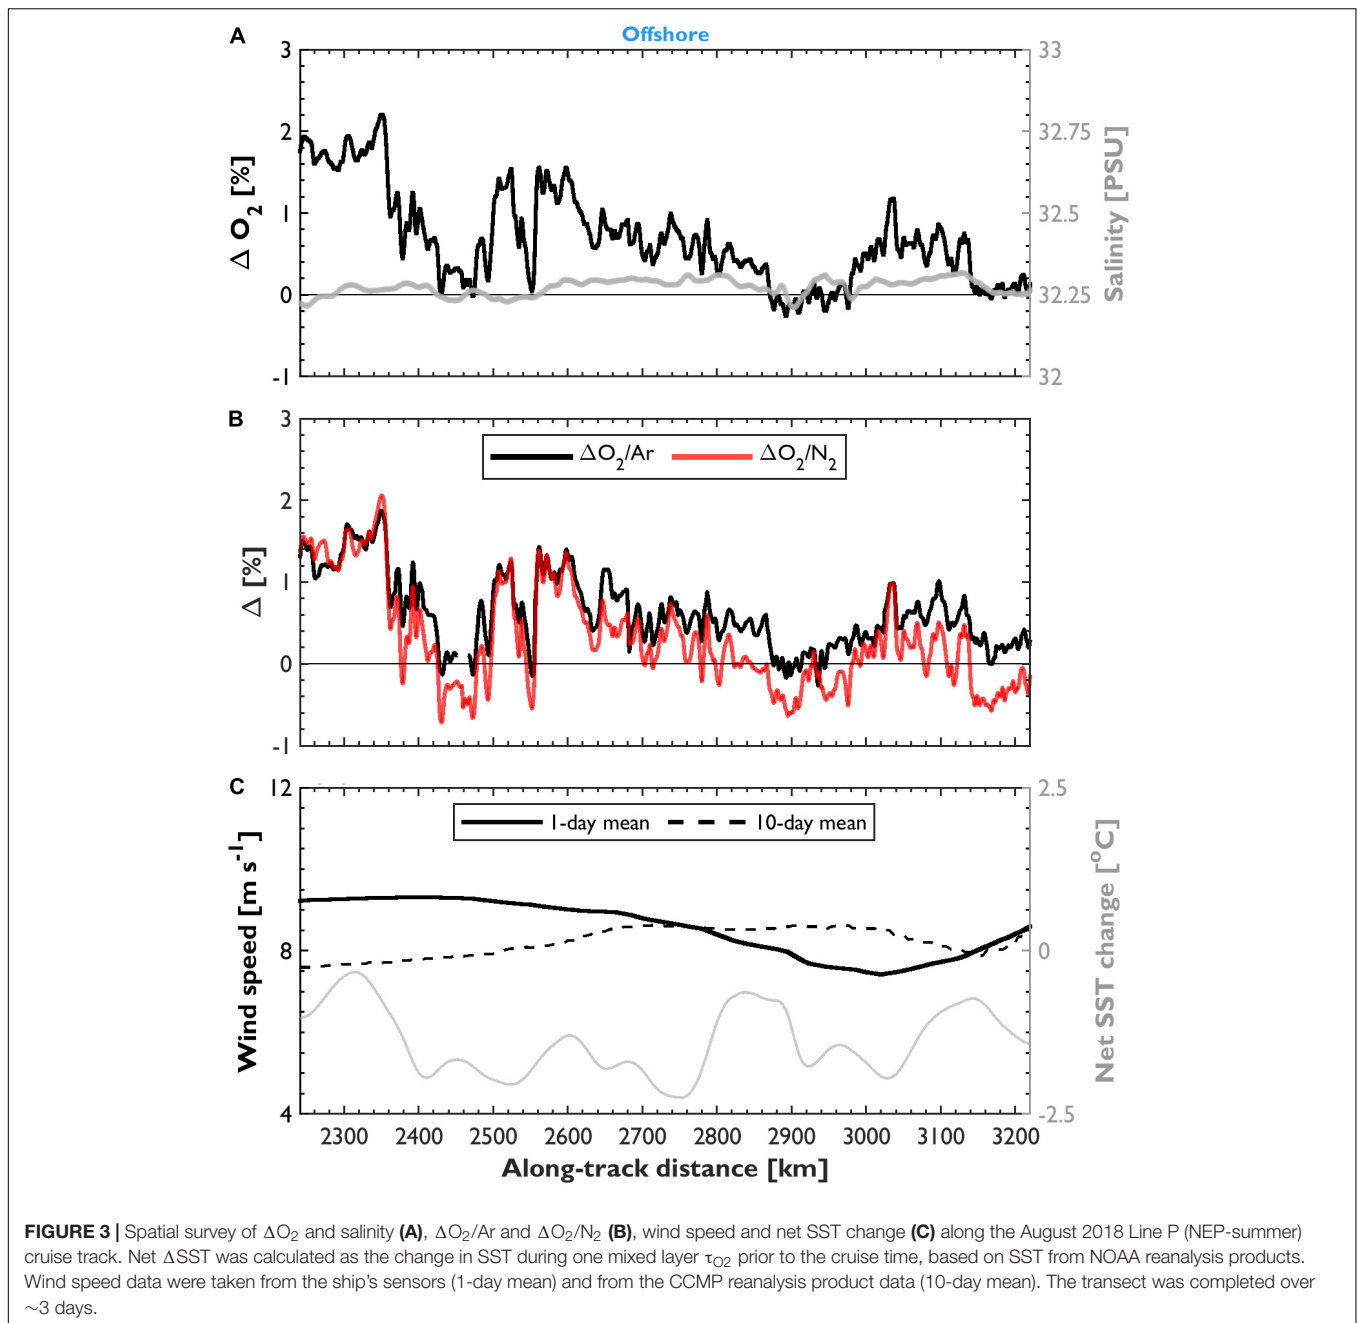 A
Offshore
3
2
1
0
-1
Δ O2 [%]
33
32.75
32.5
32.25
32
Salinity [PSU]
B
3
2
1
0
-1
Δ [%]
ΔO2/Ar ΔO2/N2
C
12
8
4
Wind speed [m s-1]
1-day mean 10-day mean
2.5
0
-2.5
Net SST change [oC]
2300 2400 2500 2600 2700 2800 2900 3000 3100 3200
Along-track distance [km]
FIGURE 3 | Spatial survey of ΔO2 and salinity (A), ΔO2/Ar and ΔO2/N2 (B), wind speed and net SST change (C) along the August 2018 Line P (NEP-summer)
cruise track. Net ΔSST was calculated as the change in SST during one mixed layer τO2 prior to the cruise time, based on SST from NOAA reanalysis products.
Wind speed data were taken from the ship's sensors (1-day mean) and from the CCMP reanalysis product data (10-day mean). The transect was completed over
∼3 days.